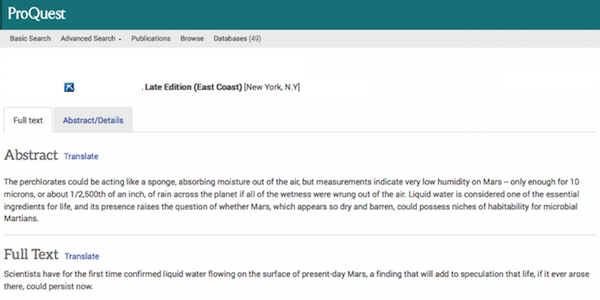 ProQuest
Basic Search Advanced Search Publications Browse Databases (49)
, Late Edition (East Coast) [New York, N.Y]
Full text Abstract/Details
Abstract Translate
The perchlorates could be acting like a sponge, absorbing moisture out of the air, but measurements indicate very low humidity on Mars -- only enough for 10
microns, or about 1/2,500th of an inch, of rain across the planet if all of the wetness were wrung out of the air. Liquid water is considered one of the essential
ingredients for life, and its presence raises the question of whether Mars, which appears so dry and barren, could possess niches of habitability for microbial
Martians.
Full Text Translate
Scientists have for the first time confirmed liquid water flowing on the surface of present-day Mars, a finding that will add to speculation that life, if it ever arose
there, could persist now.